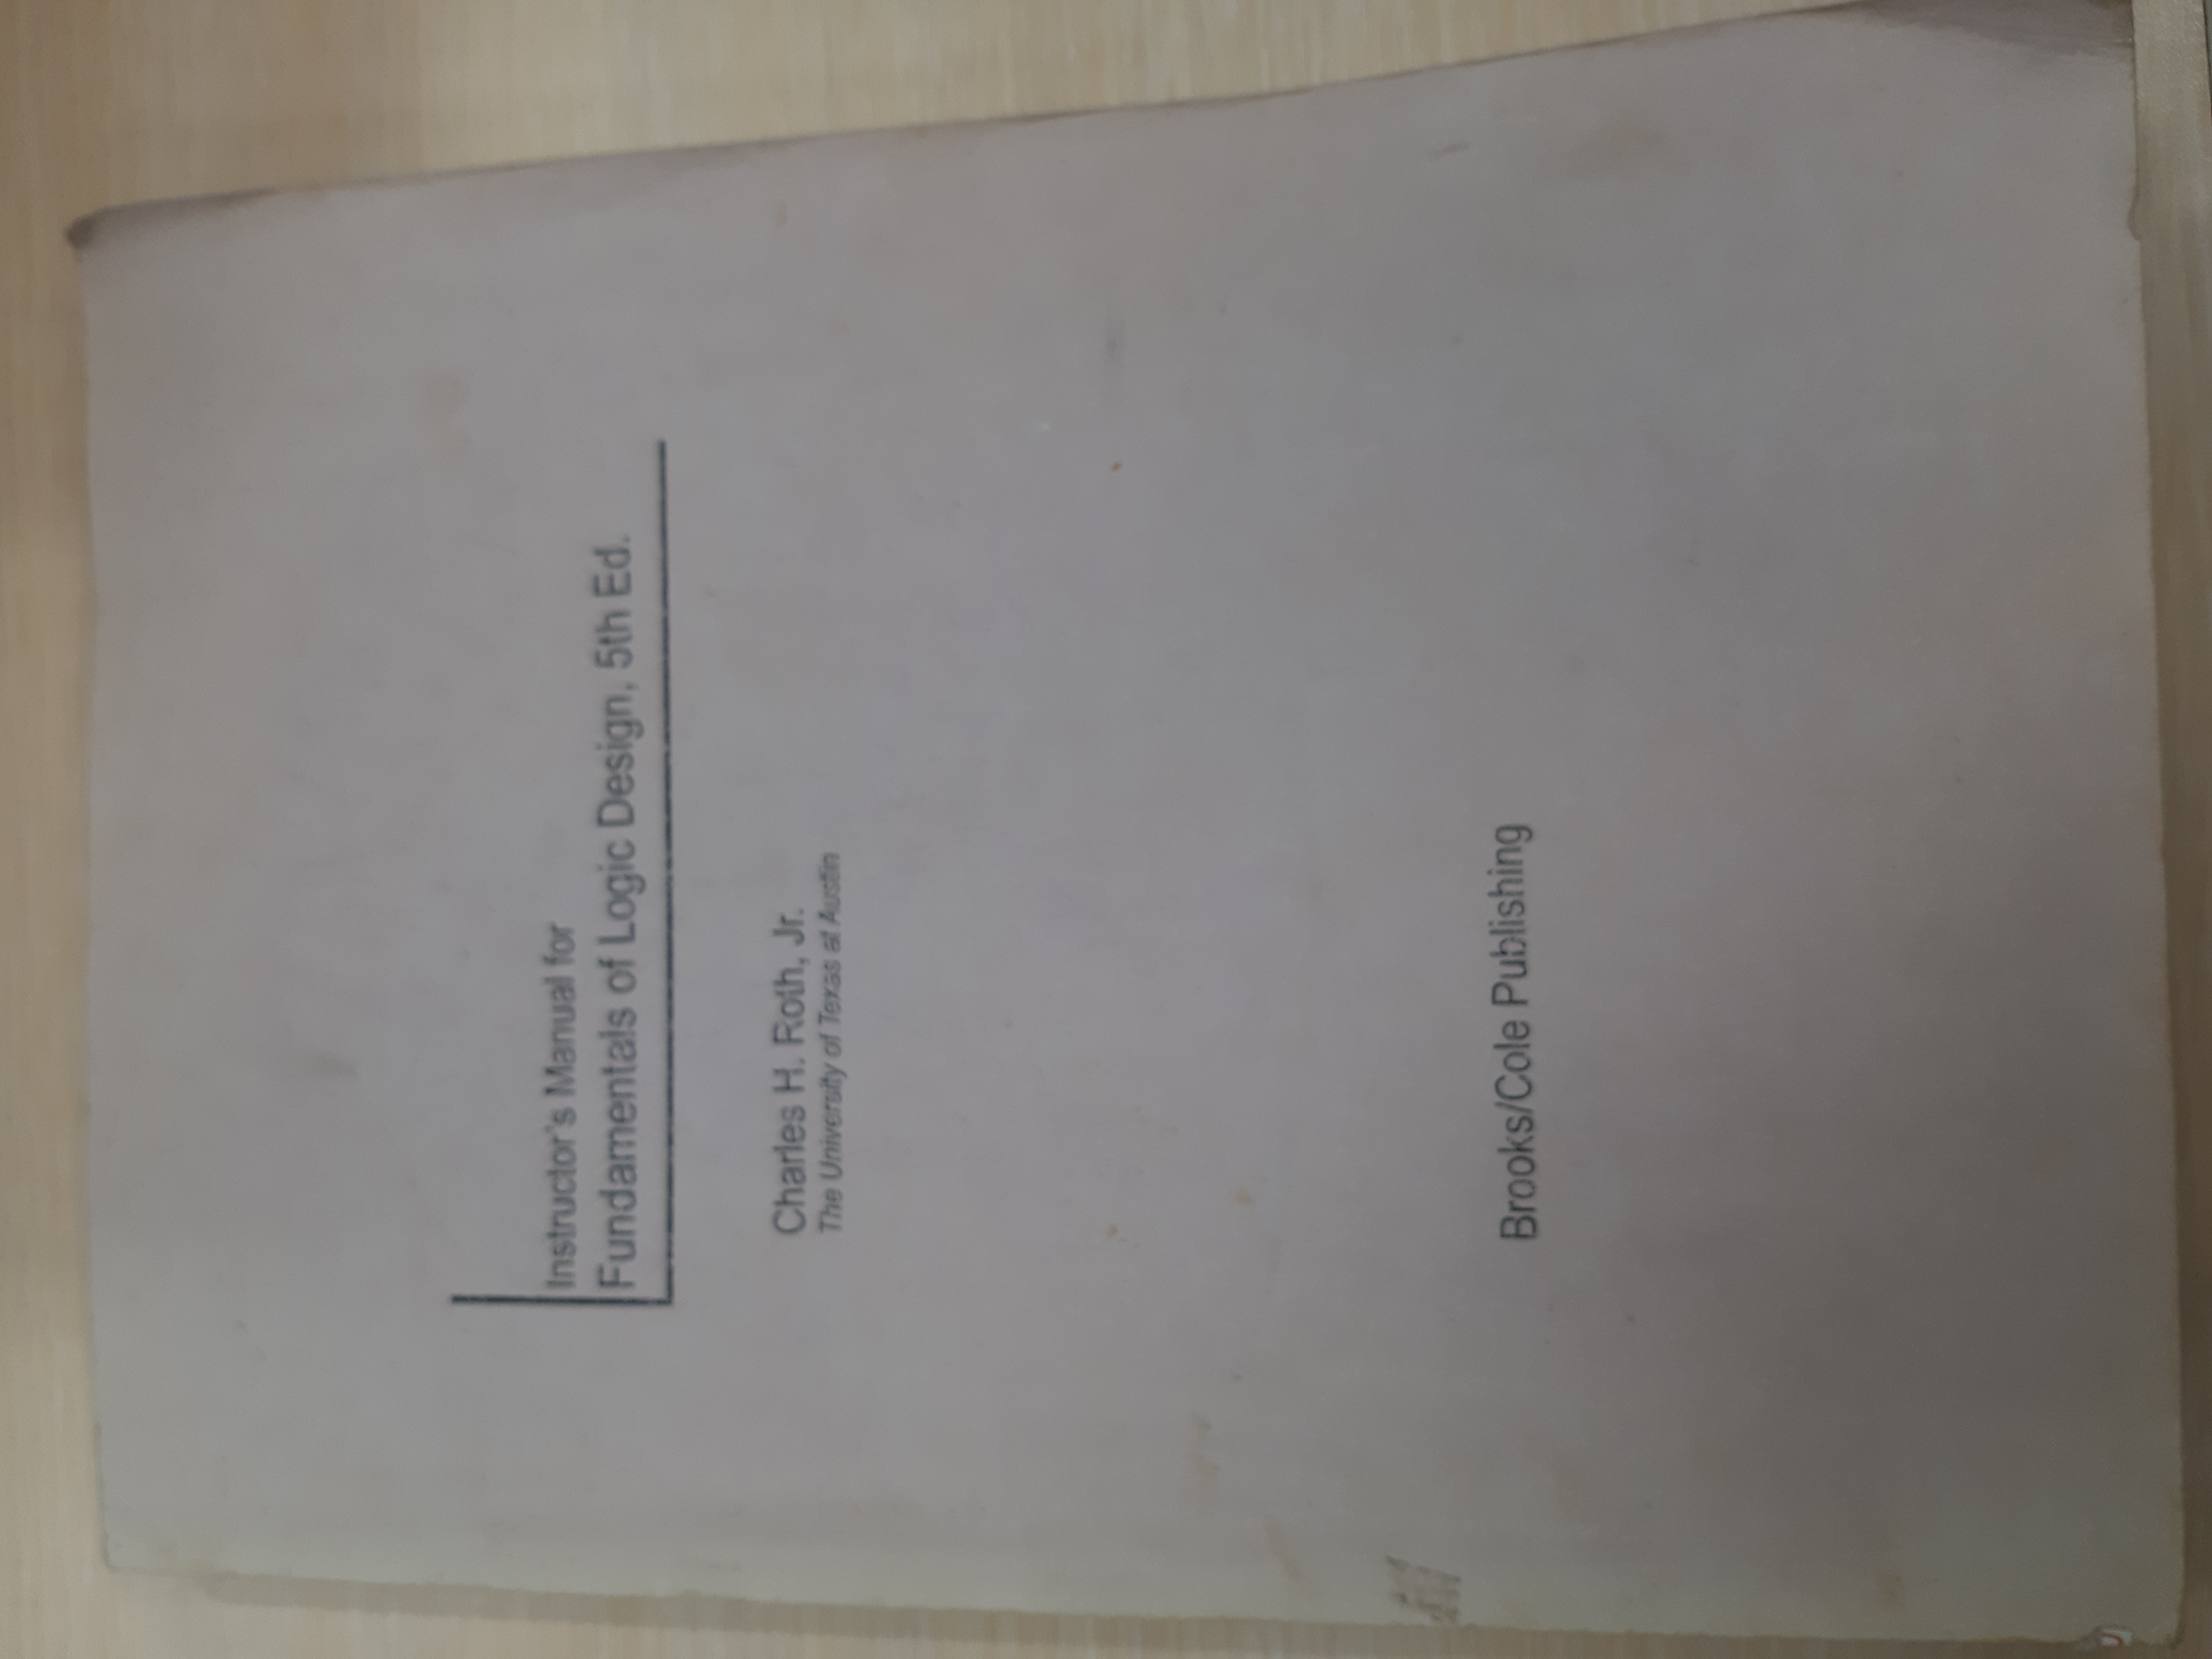 Instructor's Manual for
Fundamentals of Logic Design, 5th Ed.
Charles H. Roth, Jr.
The University of Texas at Austin
Brooks/Cole Publishing